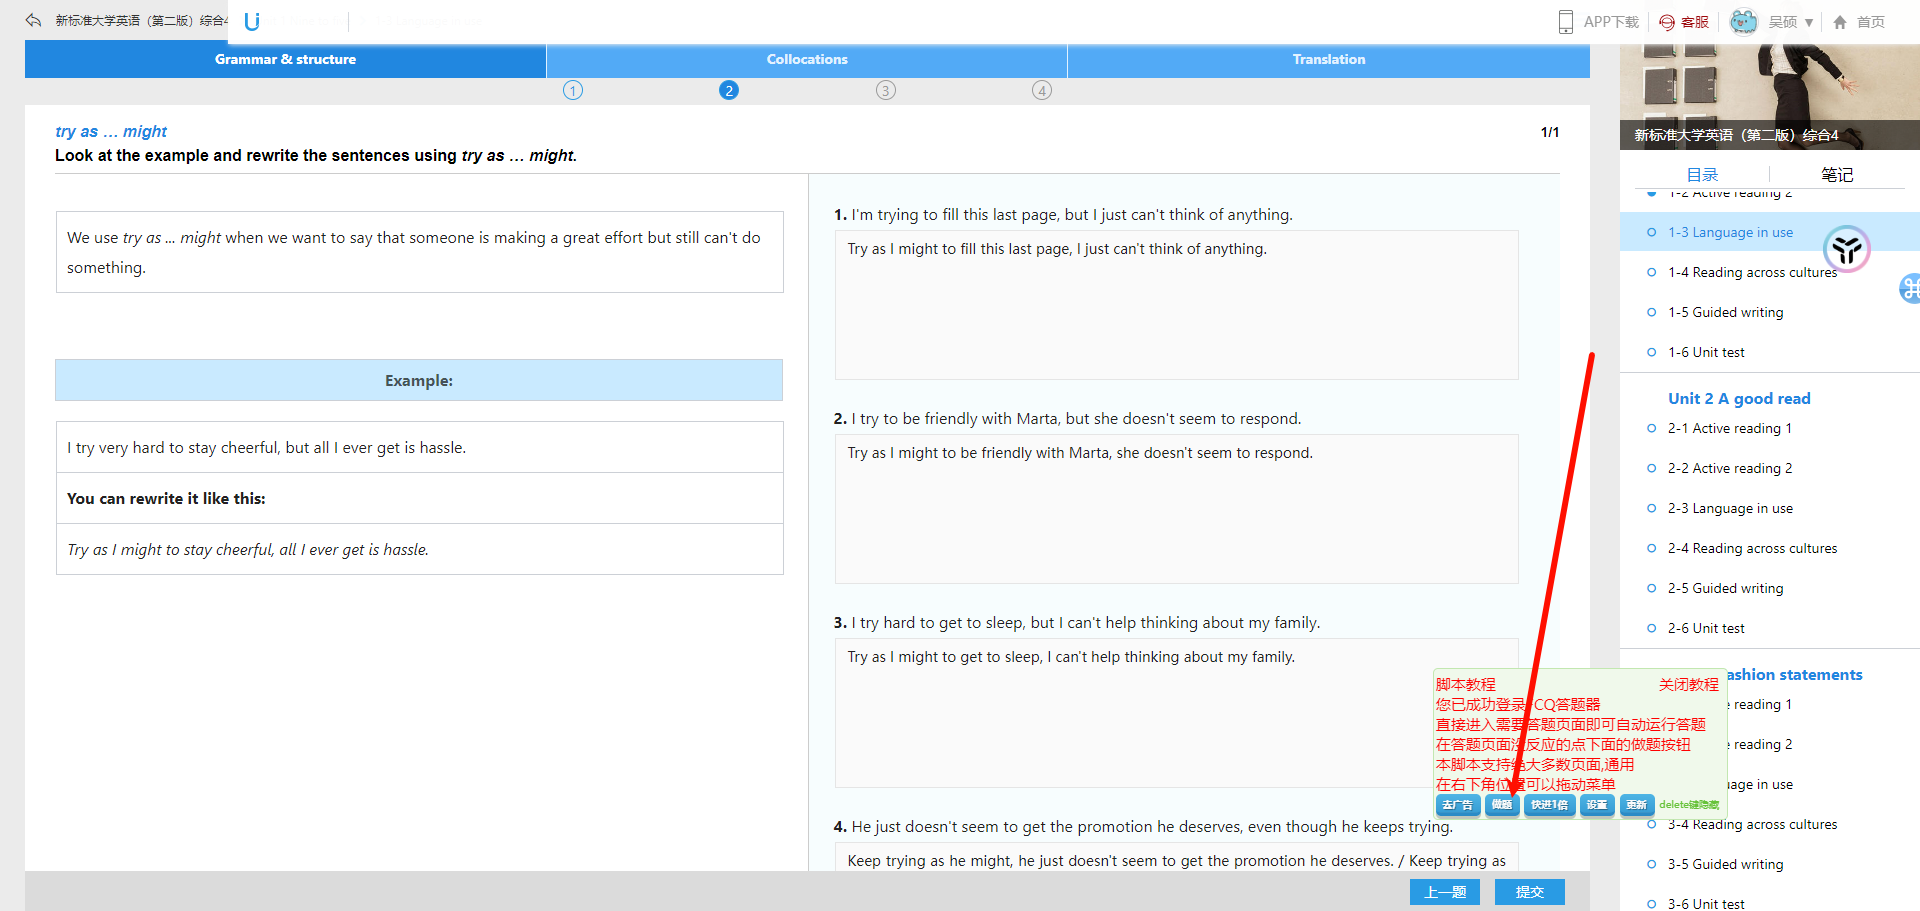 新标准大学英语（第二版）综合4
APP下载
客服
吴硕 ▼
首页
Grammar & structure
Collocations
Translation
1
2
3
4
try as … might
1/1
Look at the example and rewrite the sentences using try as … might.
We use try as ... might when we want to say that someone is making a great effort but still can't do
something.
Example:
I try very hard to stay cheerful, but all I ever get is hassle.
You can rewrite it like this:
Try as I might to stay cheerful, all I ever get is hassle.
1. I'm trying to fill this last page, but I just can't think of anything.
Try as I might to fill this last page, I just can't think of anything.
2. I try to be friendly with Marta, but she doesn't seem to respond.
Try as I might to be friendly with Marta, she doesn't seem to respond.
3. I try hard to get to sleep, but I can't help thinking about my family.
Try as I might to get to sleep, I can't help thinking about my family.
4. He just doesn't seem to get the promotion he deserves, even though he keeps trying.
Keep trying as he might, he just doesn't seem to get the promotion he deserves. / Keep trying as
上一题
提交
新标准大学英语（第二版）综合4
目录
笔记
1-2 Active reading 2
1-3 Language in use
1-4 Reading across cultures
1-5 Guided writing
1-6 Unit test
Unit 2 A good read
2-1 Active reading 1
2-2 Active reading 2
2-3 Language in use
2-4 Reading across cultures
2-5 Guided writing
2-6 Unit test
ashion statements
reading 1
reading 2
age in use
3-4 Reading across cultures
3-5 Guided writing
3-6 Unit test
脚本教程
关闭教程
您已成功登录 CQ答题器
直接进入需要答题页面即可自动运行答题
在答题页面没反应的点下面的做题按钮
本脚本支持绝大多数页面,通用
在右下角位置可以拖动菜单
去广告
做题
快进1倍
设置
更新
delete键隐藏